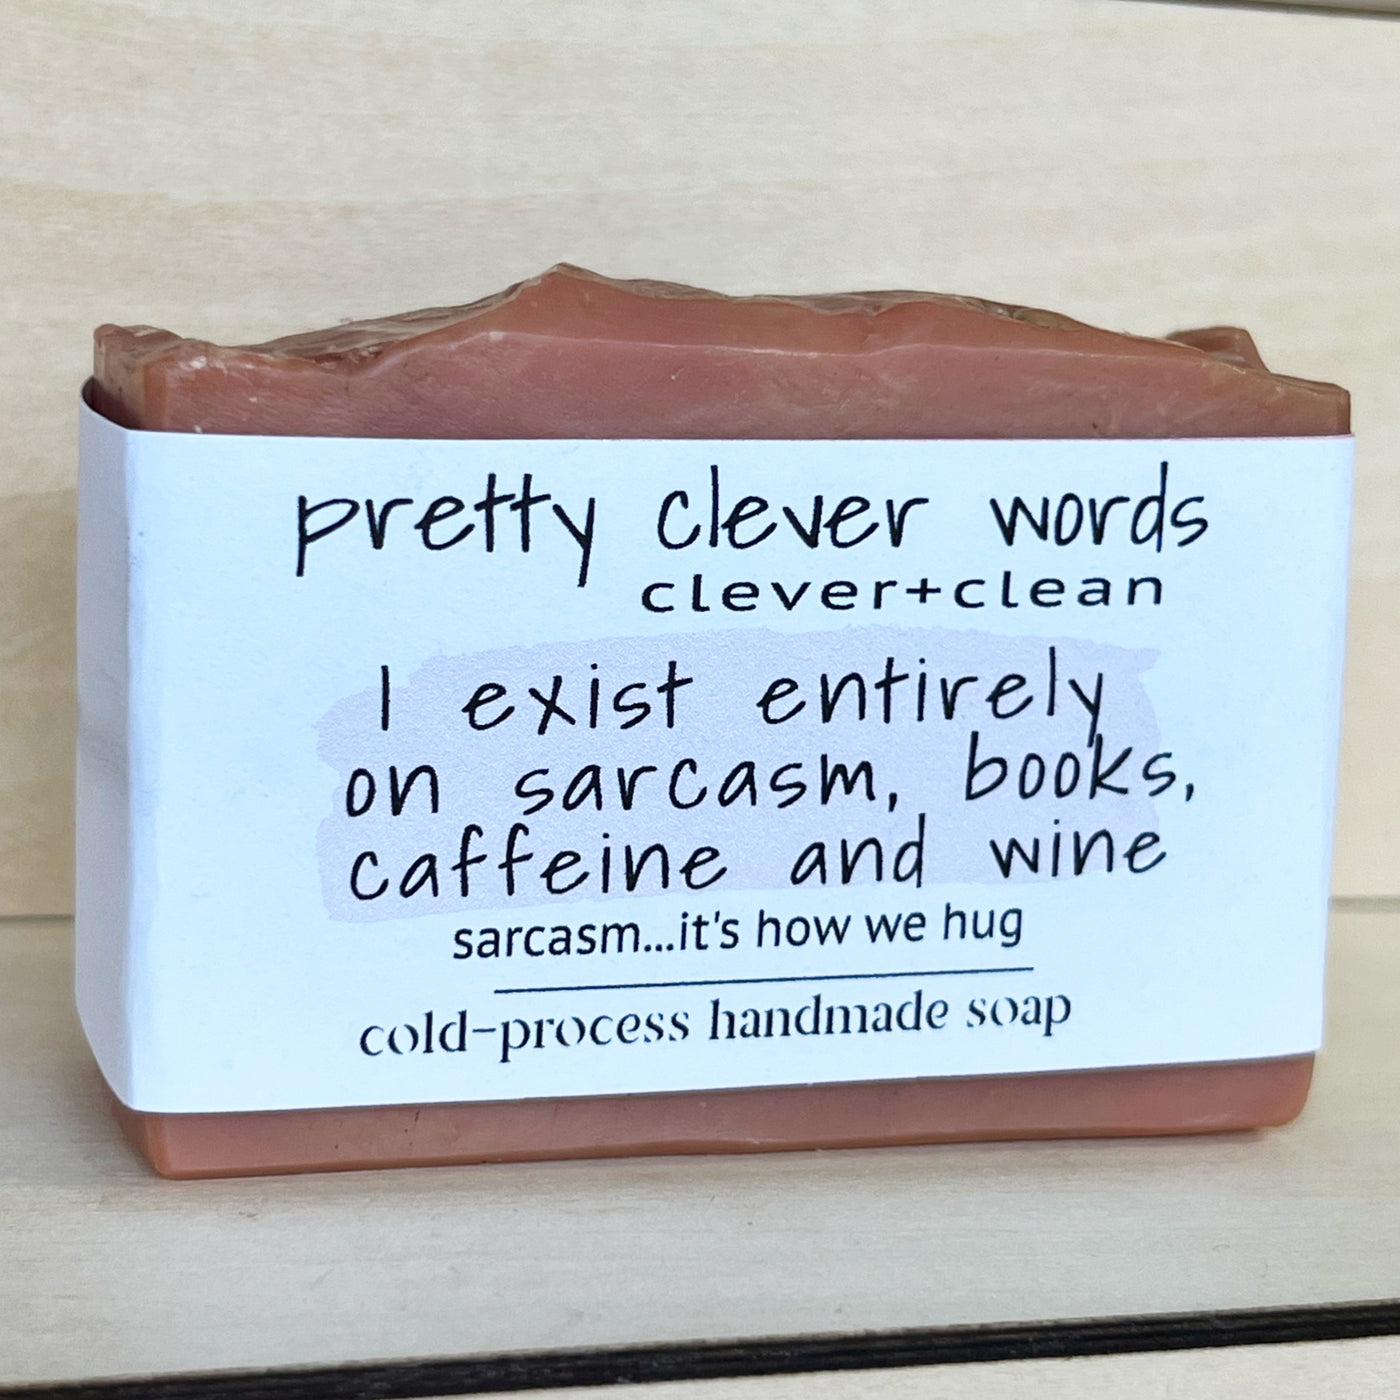 pretty clever words
clever+clean
I exist entirely
on sarcasm, books,
caffeine and wine
sarcasm...it's how we hug
cold-process handmade soap